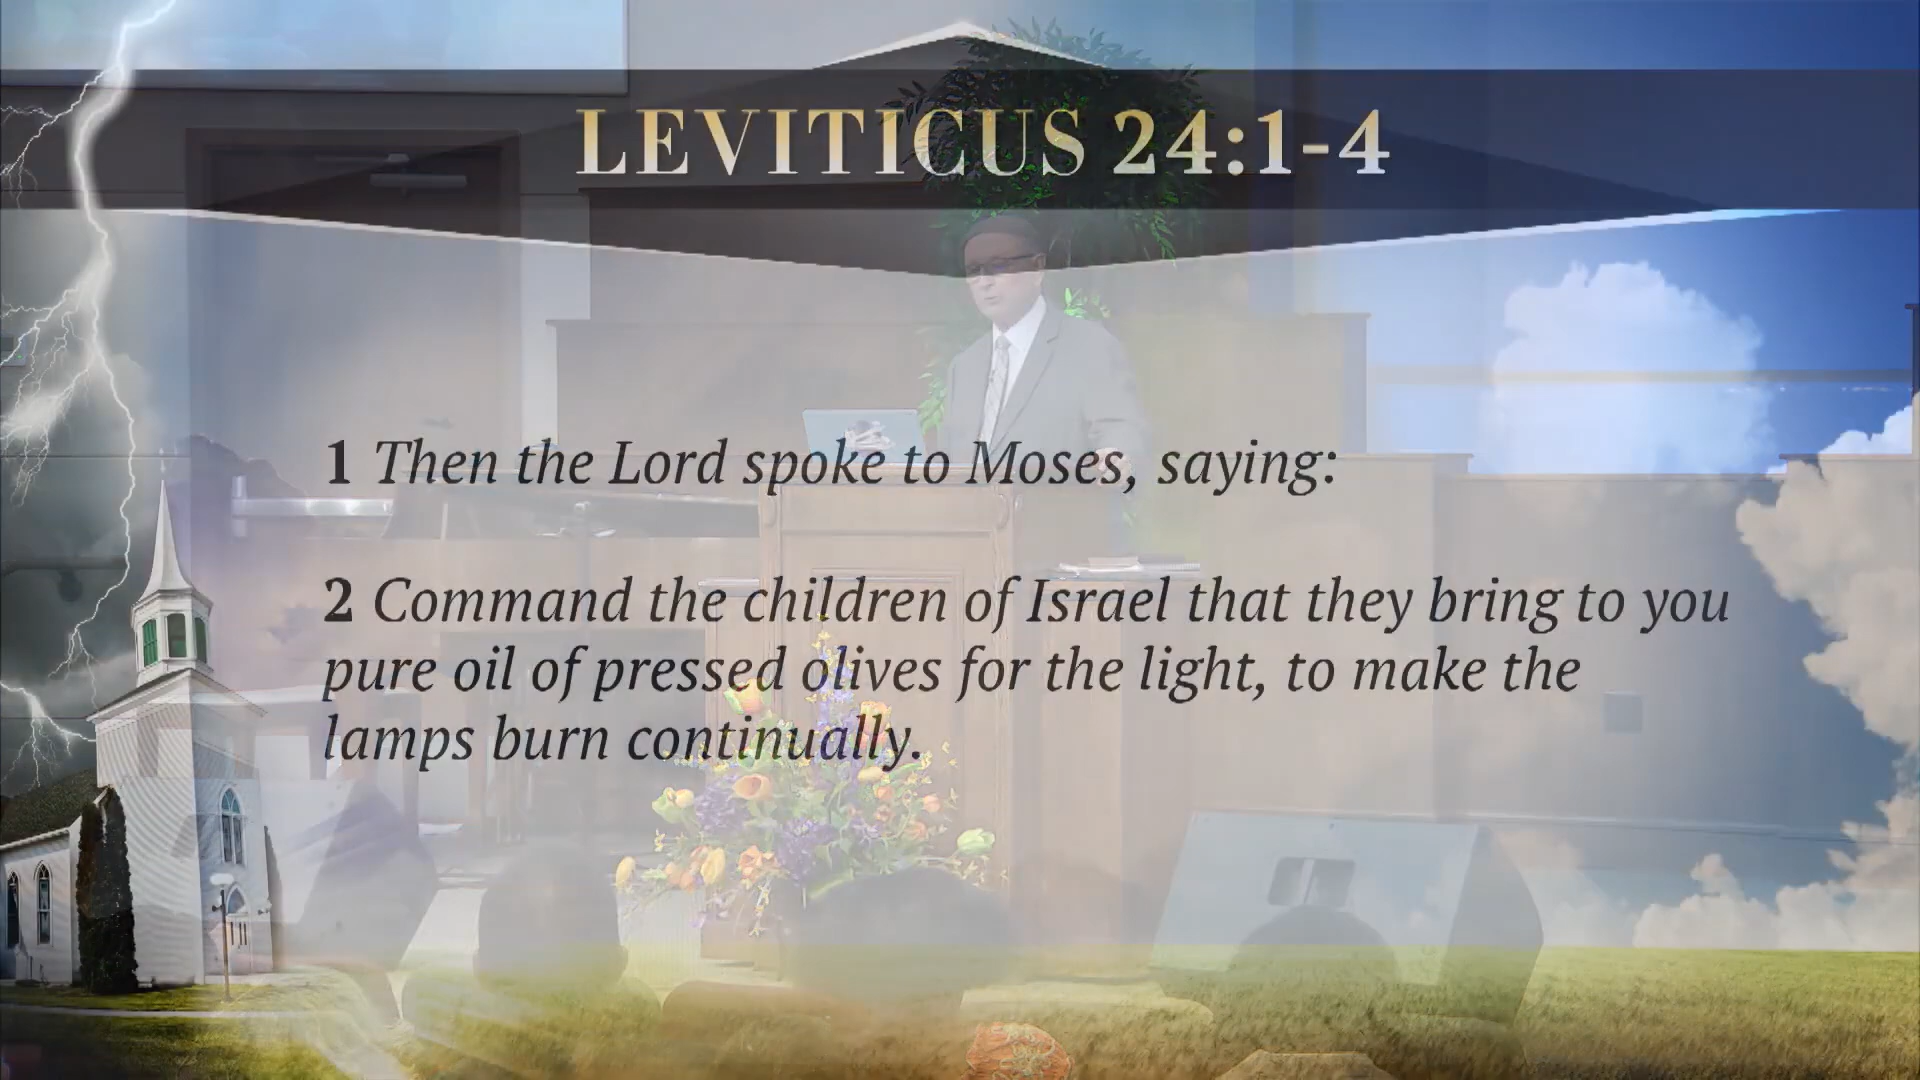 LEVITICUS 24:1-4
1 Then the Lord spoke to Moses, saying:
2 Command the children of Israel that they bring to you
pure oil of pressed olives for the light, to make the
lamps burn continually.